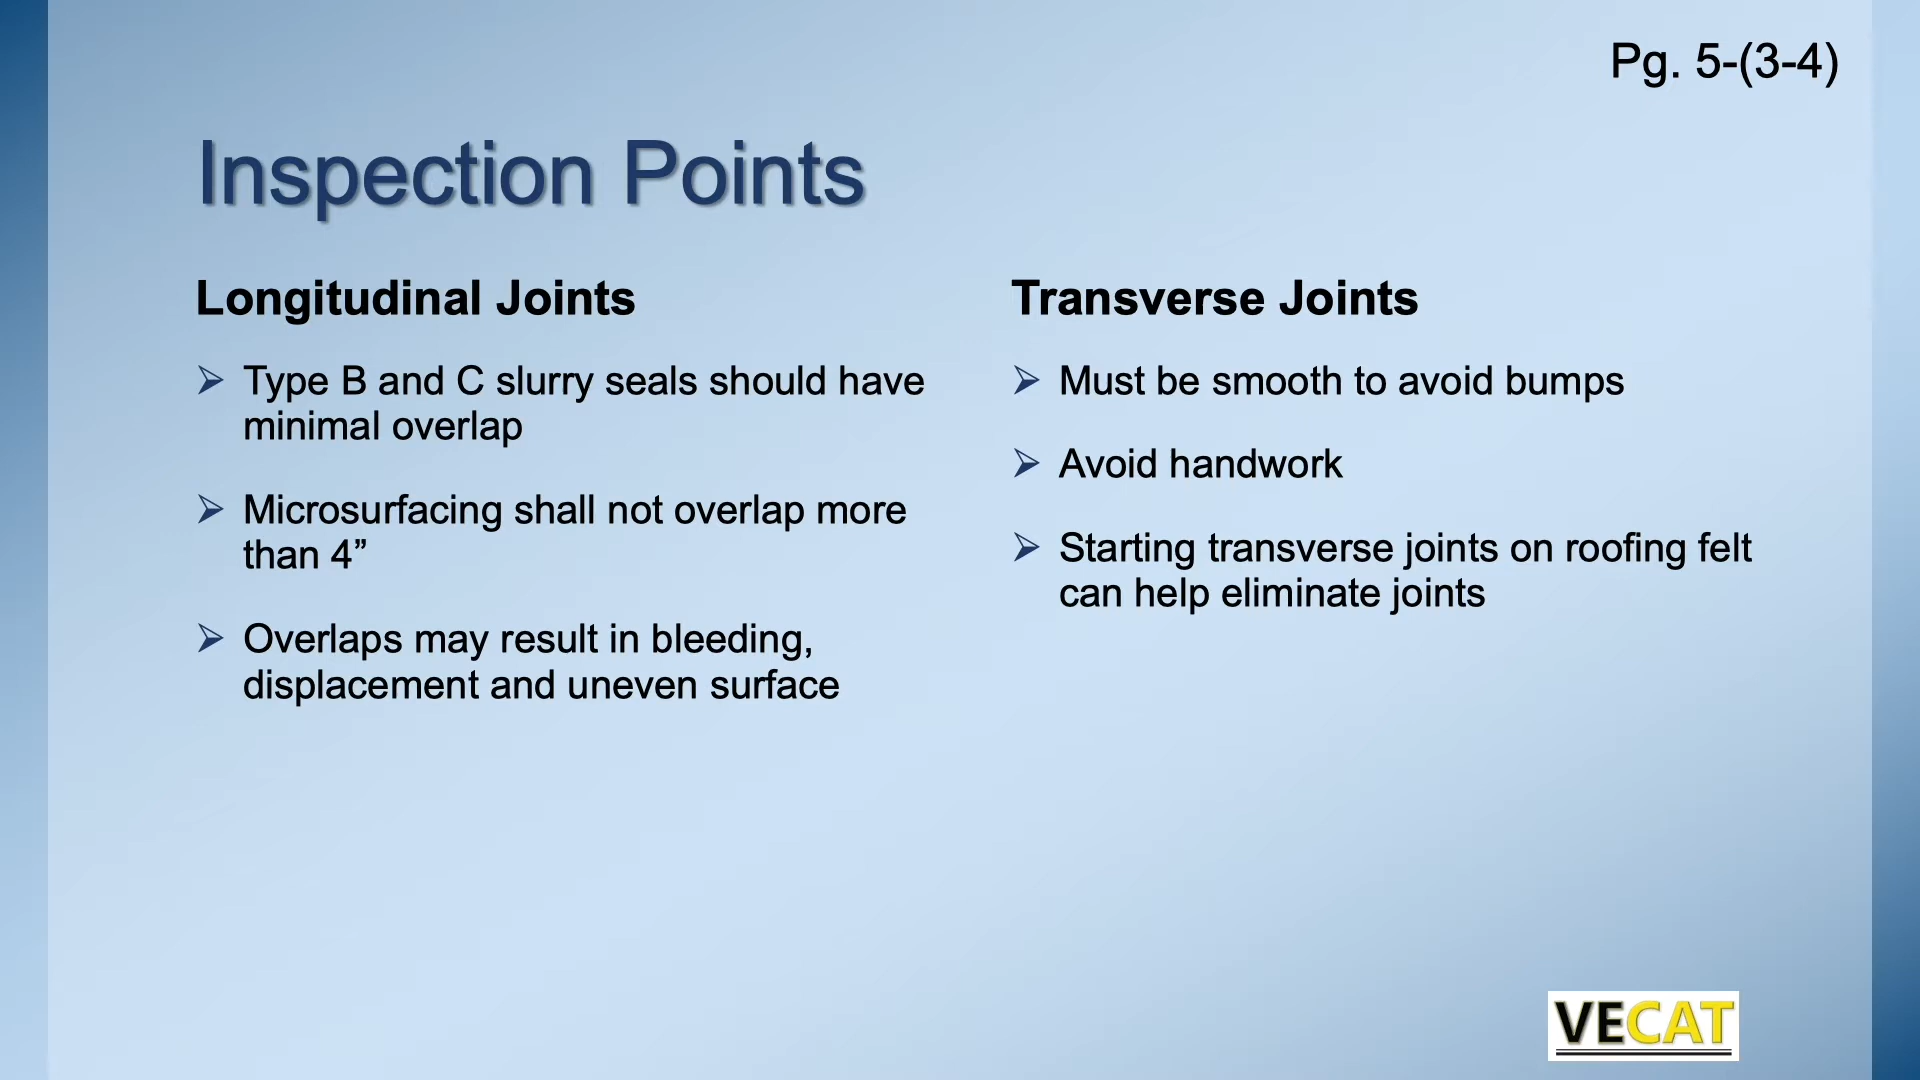 Pg. 5-(3-4)
Inspection Points
Longitudinal Joints
Type B and C slurry seals should have
minimal overlap
Microsurfacing shall not overlap more
than 4”
Overlaps may result in bleeding,
displacement and uneven surface
Transverse Joints
Must be smooth to avoid bumps
Avoid handwork
Starting transverse joints on roofing felt
can help eliminate joints
VECAT